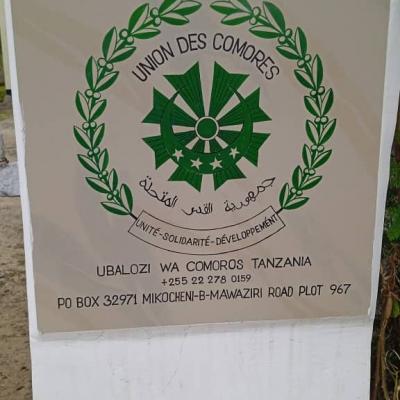 UNION DES COMORES
جمهورية القمر المتحدة
UNITÉ-SOLIDARITÉ-DÉVELOPPEMENT
UBALOZI WA COMOROS TANZANIA
+255 22 278 0159
PO BOX 32971 MIKOCHENI-B-MAWAZIRI ROAD PLOT 967